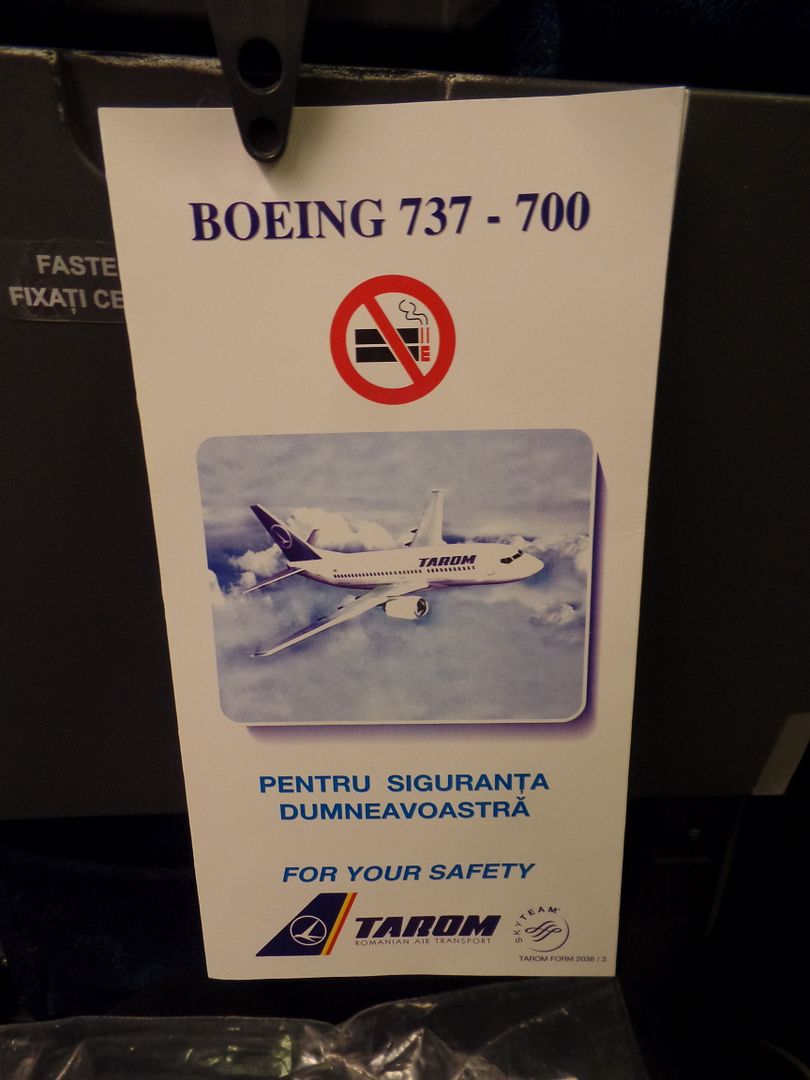 BOEING 737 - 700
FASTE
FIXAȚI CE
TAROM
PENTRU SIGURANȚA
DUMNEAVOASTRĂ
FOR YOUR SAFETY
TAROM
ROMANIAN AIR TRANSPORT
SKYTEAM
TAROM FORM 2038 / 3